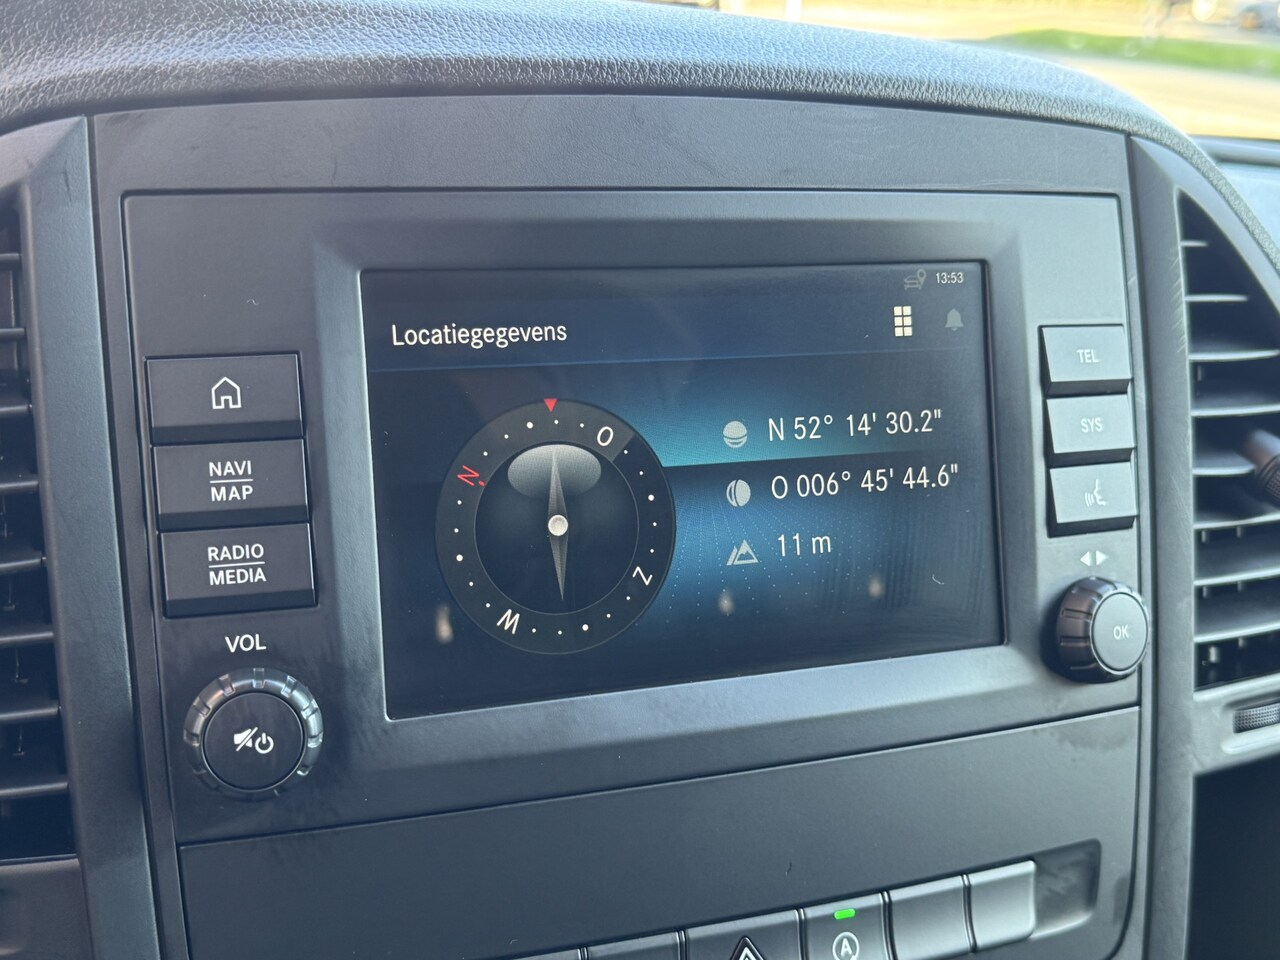 13:53
Locatiegegevens
N 52° 14' 30.2"
O 006° 45' 44.6"
11 m
N
O
Z
W
NAVI
MAP
RADIO
MEDIA
VOL
TEL
SYS
OK
A